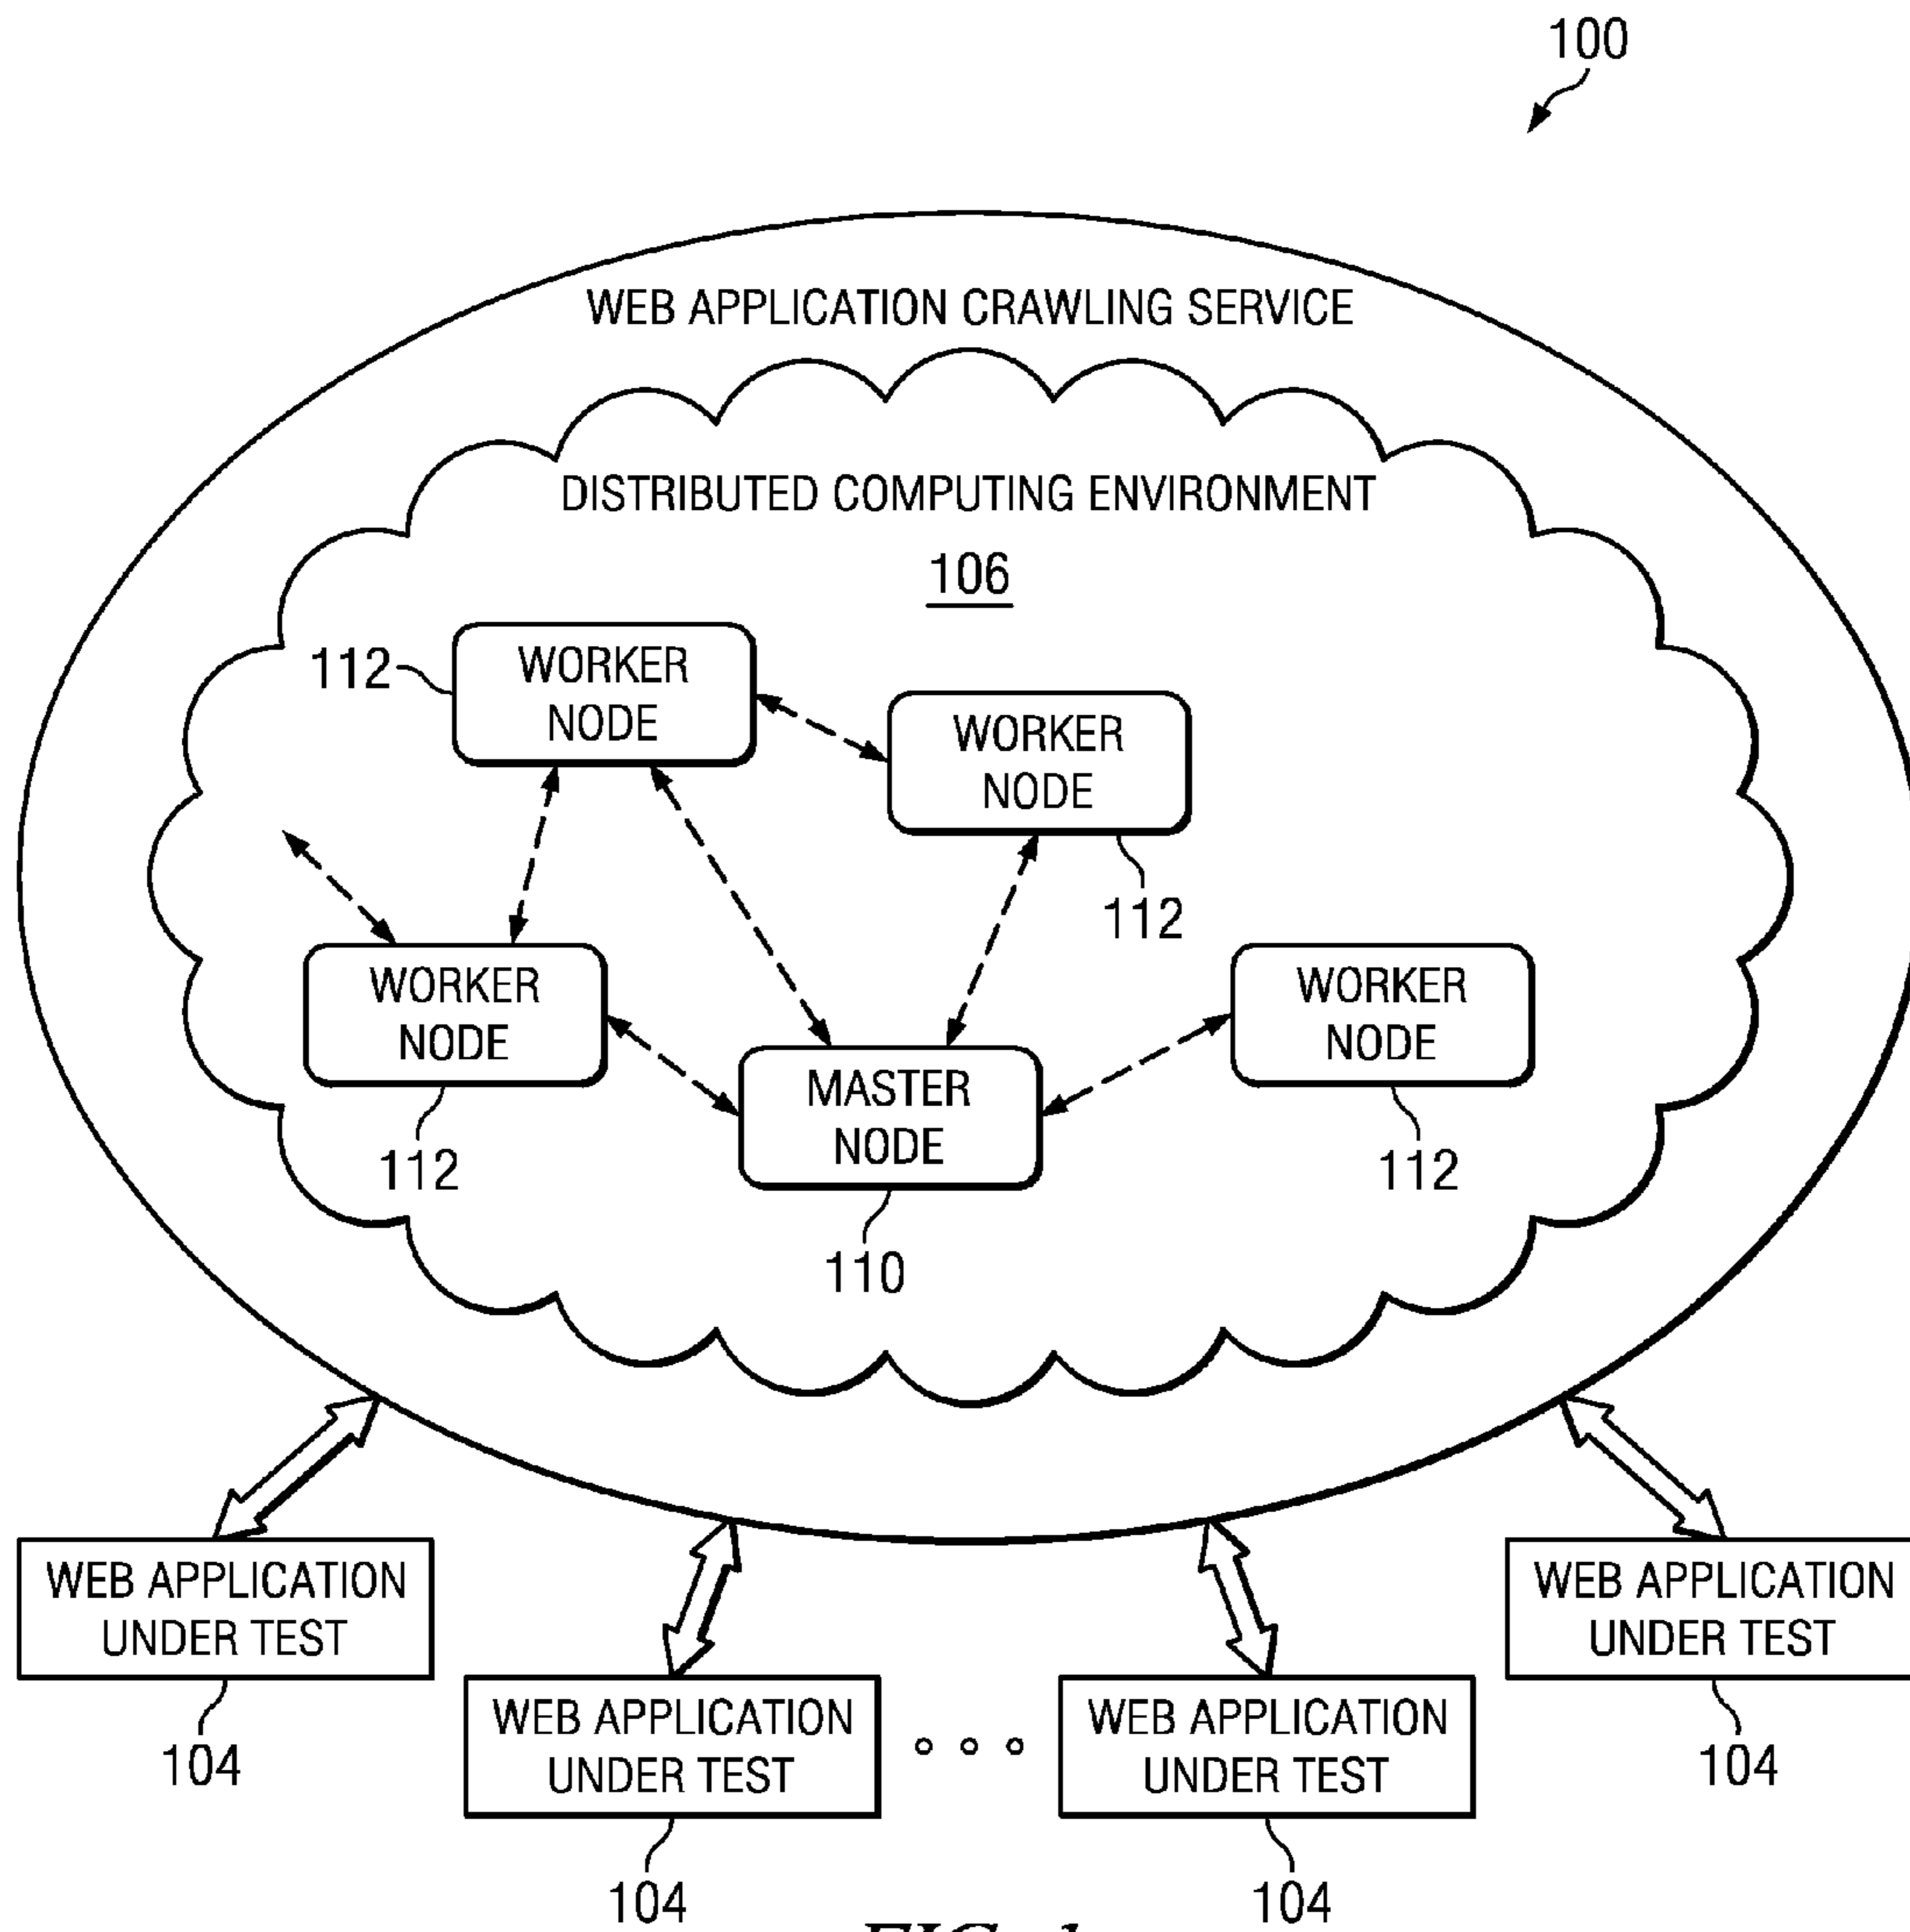 100
WEB APPLICATION CRAWLING SERVICE
DISTRIBUTED COMPUTING ENVIRONMENT
106
112
WORKER
NODE
WORKER
NODE
112
WORKER
NODE
112
WORKER
NODE
112
MASTER
NODE
110
WEB APPLICATION
UNDER TEST
104
WEB APPLICATION
UNDER TEST
104
WEB APPLICATION
UNDER TEST
104
WEB APPLICATION
UNDER TEST
104